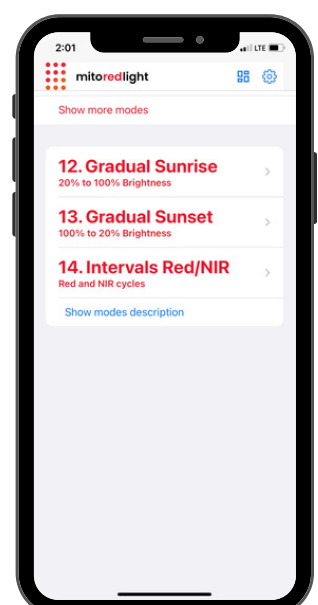 2:01 LTE
mitoredlight
Show more modes
12. Gradual Sunrise
20% to 100% Brightness
13. Gradual Sunset
100% to 20% Brightness
14. Intervals Red/NIR
Red and NIR cycles
Show modes description